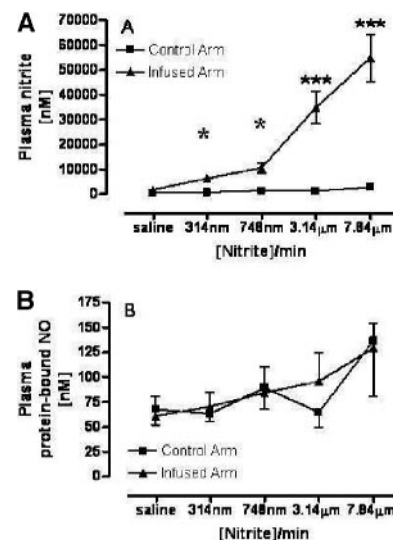 A
A
Control Arm
Infused Arm
Plasma nitrite
[nM]
70000
60000
50000
40000
30000
20000
10000
0
*
*
***
***
saline 314nm 748nm 3.14µm 7.84µm
[Nitrite]/min
B
B
Plasma
protein-bound NO
[nM]
175
150
125
100
75
50
25
0
Control Arm
Infused Arm
saline 314nm 748nm 3.14µm 7.84µm
[Nitrite]/min